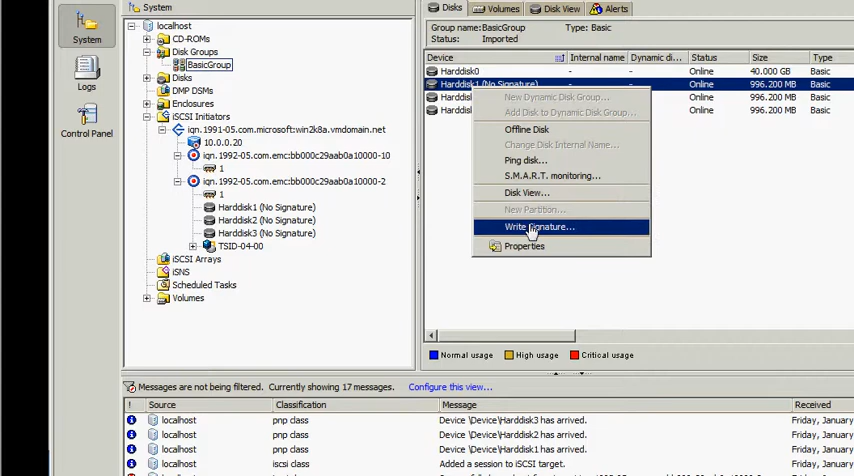 System
Logs
Control Panel
System
localhost
CD-ROMs
Disk Groups
BasicGroup
Disks
DMP DSMs
Enclosures
iSCSI Initiators
iqn.1991-05.com.microsoft:win2k8a.vmdomain.net
10.0.0.20
iqn.1992-05.com.emc:bb000c29aab0a10000-10
1
iqn.1992-05.com.emc:bb000c29aab0a10000-2
1
Harddisk1 (No Signature)
Harddisk2 (No Signature)
Harddisk3 (No Signature)
TSID-04-00
iSCSI Arrays
iSNS
Scheduled Tasks
Volumes
Disks Volumes Disk View Alerts
Group name:BasicGroup Type: Basic
Status: Imported
Device Internal name Dynamic di... Status Size Type
Harddisk0 - - Online 40.000 GB Basic
Harddisk1 (No Signature) - - Online 996.200 MB Basic
Harddisk Online 996.200 MB Basic
Harddisk Online 996.200 MB Basic
New Dynamic Disk Group...
Add Disk to Dynamic Disk Group...
Offline Disk
Change Disk Internal Name...
Ping disk...
S.M.A.R.T. monitoring...
Disk View...
New Partition...
Write Signature...
Properties
Normal usage High usage Critical usage
Messages are not being filtered. Currently showing 17 messages. Configure this view...
! Source Classification Message Received
localhost pnp class Device \Device\Harddisk3 has arrived. Friday, January
localhost pnp class Device \Device\Harddisk2 has arrived. Friday, January
localhost pnp class Device \Device\Harddisk1 has arrived. Friday, January
localhost iscsi class Added a session to iSCSI target. Friday, January